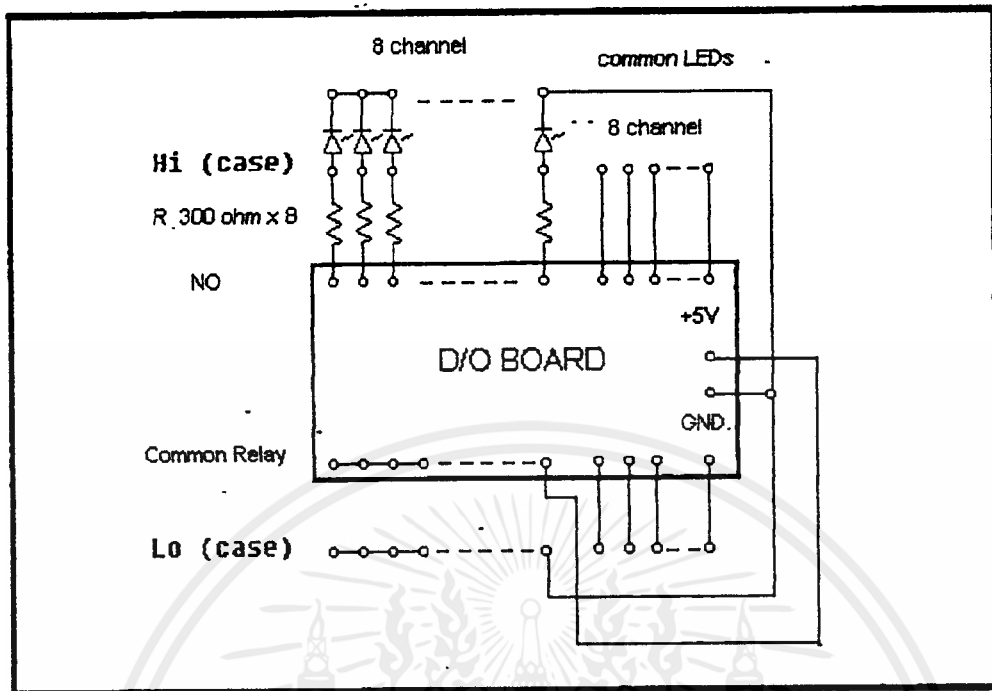 8 channel
common LEDs
8 channel
Hi (case)
R. 300 ohm x 8
NO
+5V
D/O BOARD
GND.
Common Relay
Lo (case)